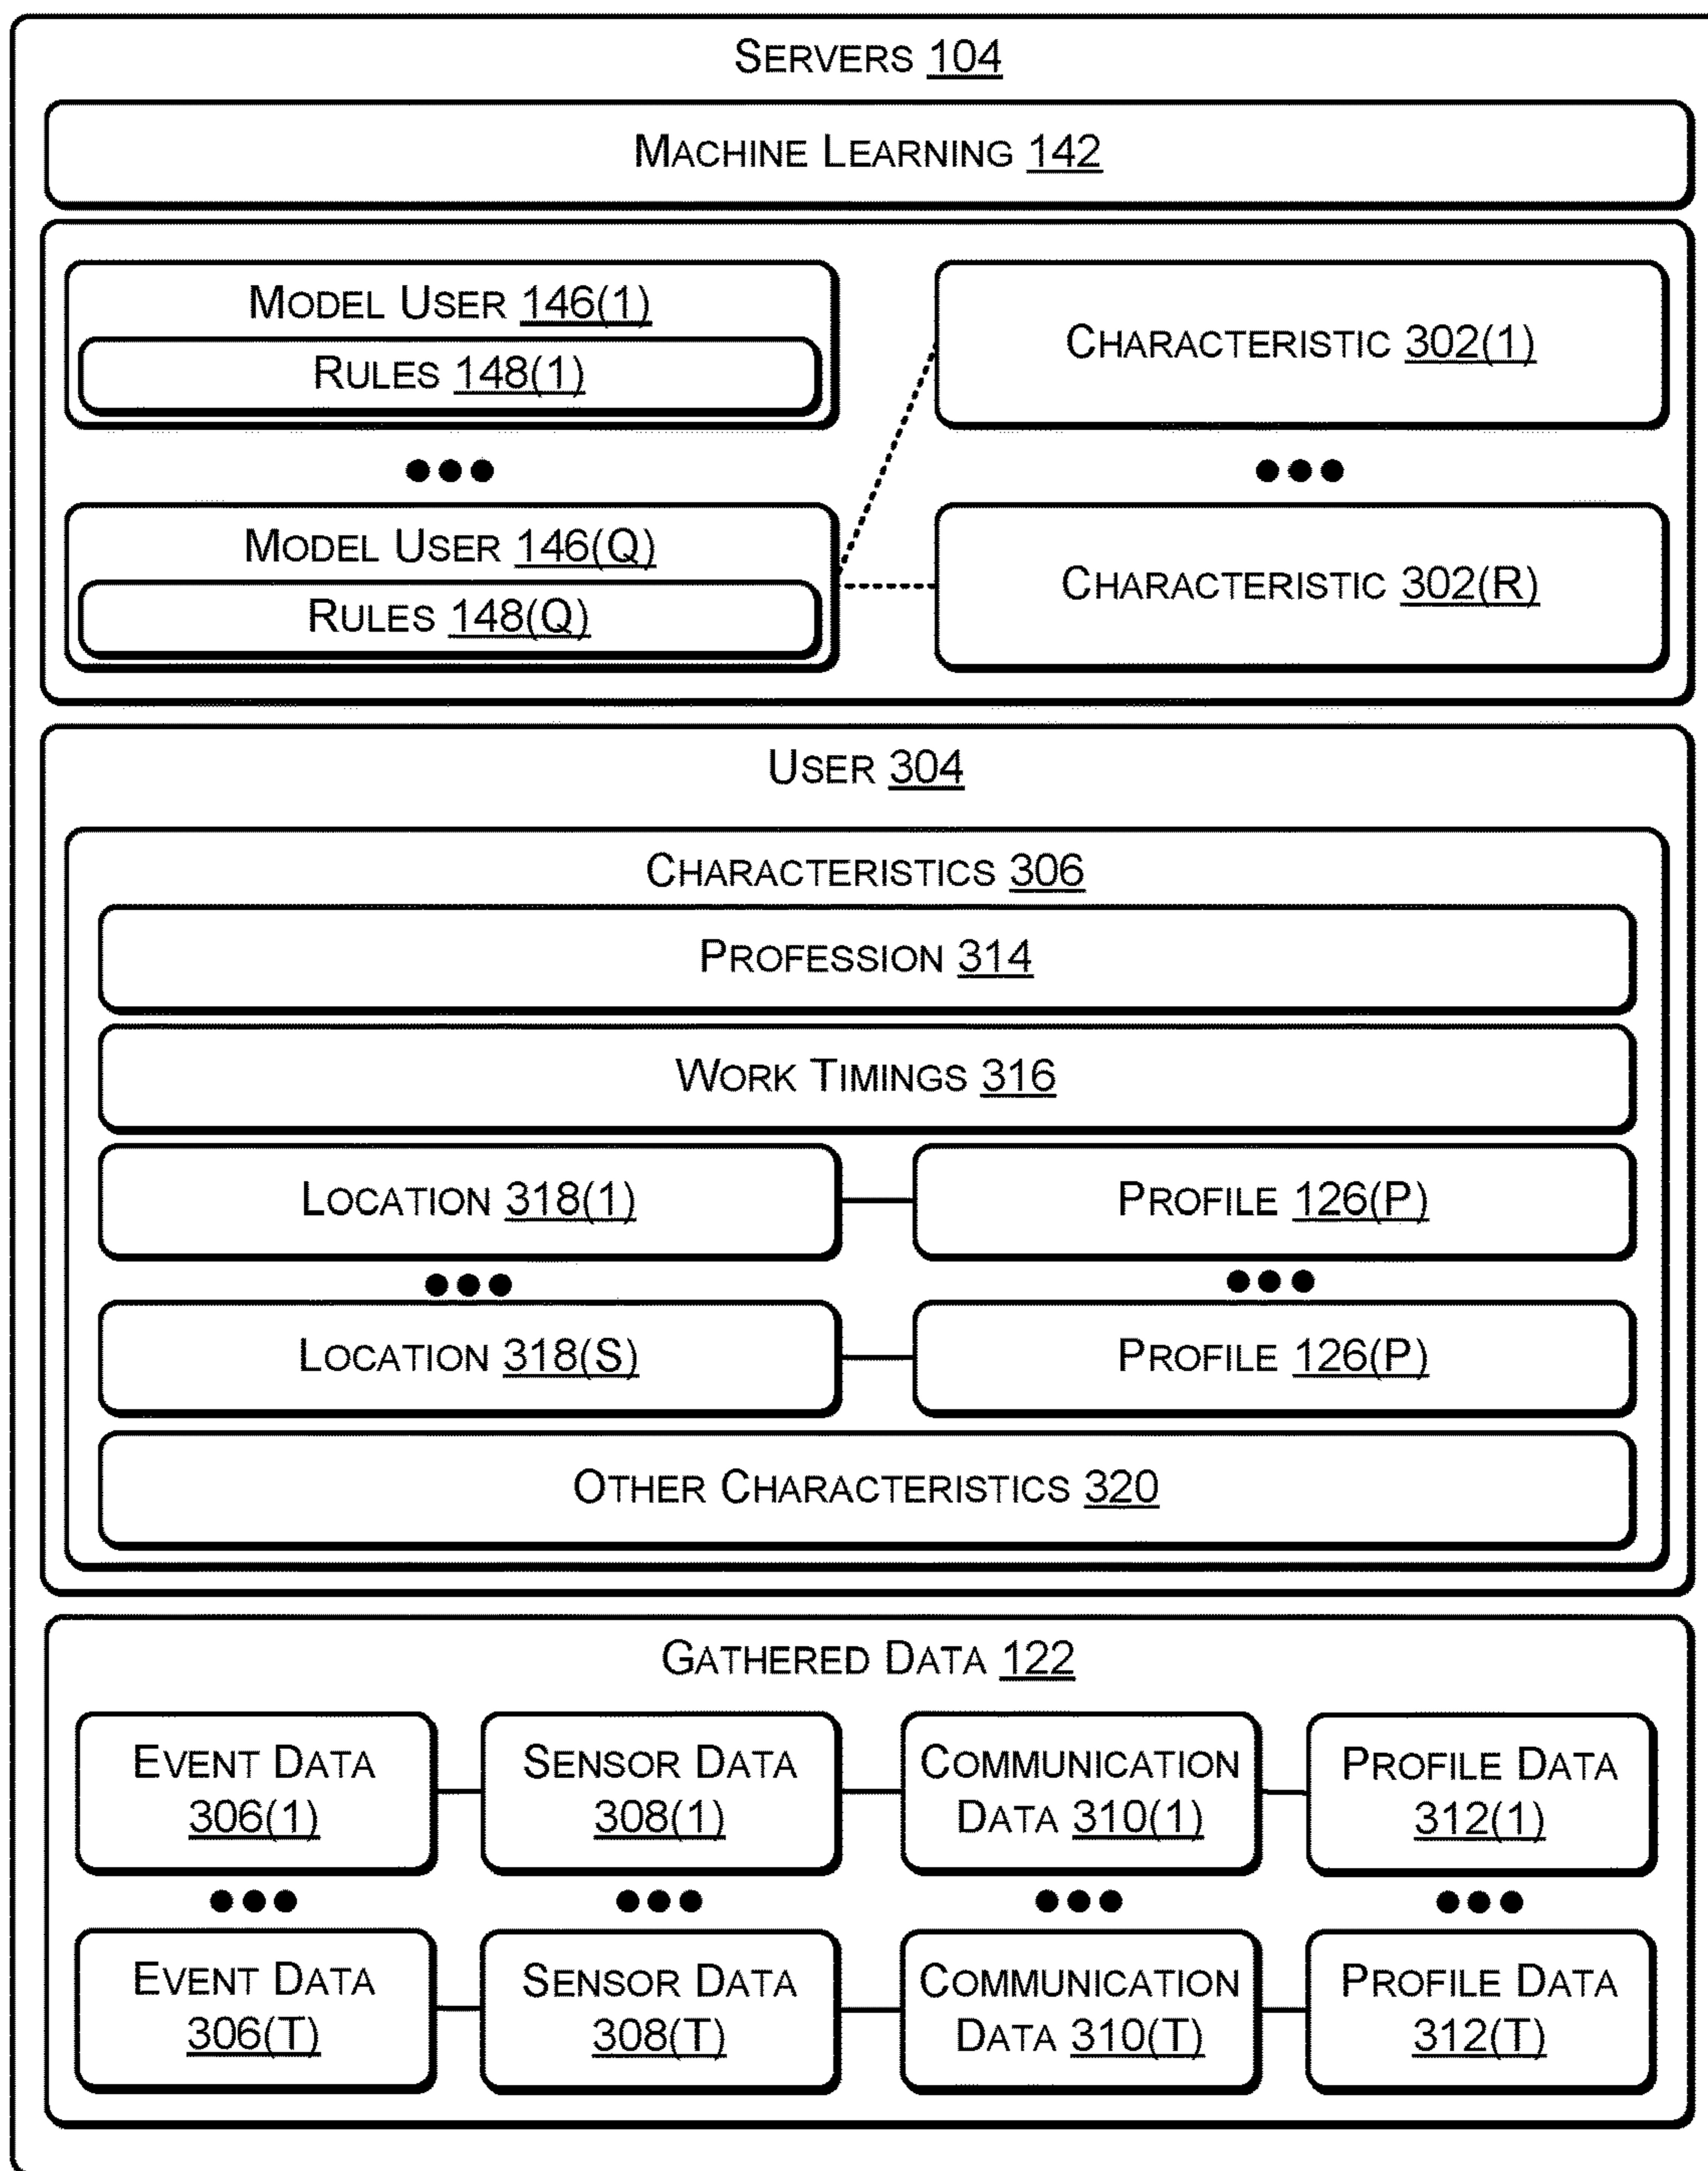 SERVERS 104
MACHINE LEARNING 142
MODEL USER 146(1)
RULES 148(1)
CHARACTERISTIC 302(1)
MODEL USER 146(Q)
RULES 148(Q)
CHARACTERISTIC 302(R)
USER 304
CHARACTERISTICS 306
PROFESSION 314
WORK TIMINGS 316
LOCATION 318(1)
PROFILE 126(P)
LOCATION 318(S)
PROFILE 126(P)
OTHER CHARACTERISTICS 320
GATHERED DATA 122
EVENT DATA
306(1)
SENSOR DATA
308(1)
COMMUNICATION
DATA 310(1)
PROFILE DATA
312(1)
EVENT DATA
306(T)
SENSOR DATA
308(T)
COMMUNICATION
DATA 310(T)
PROFILE DATA
312(T)